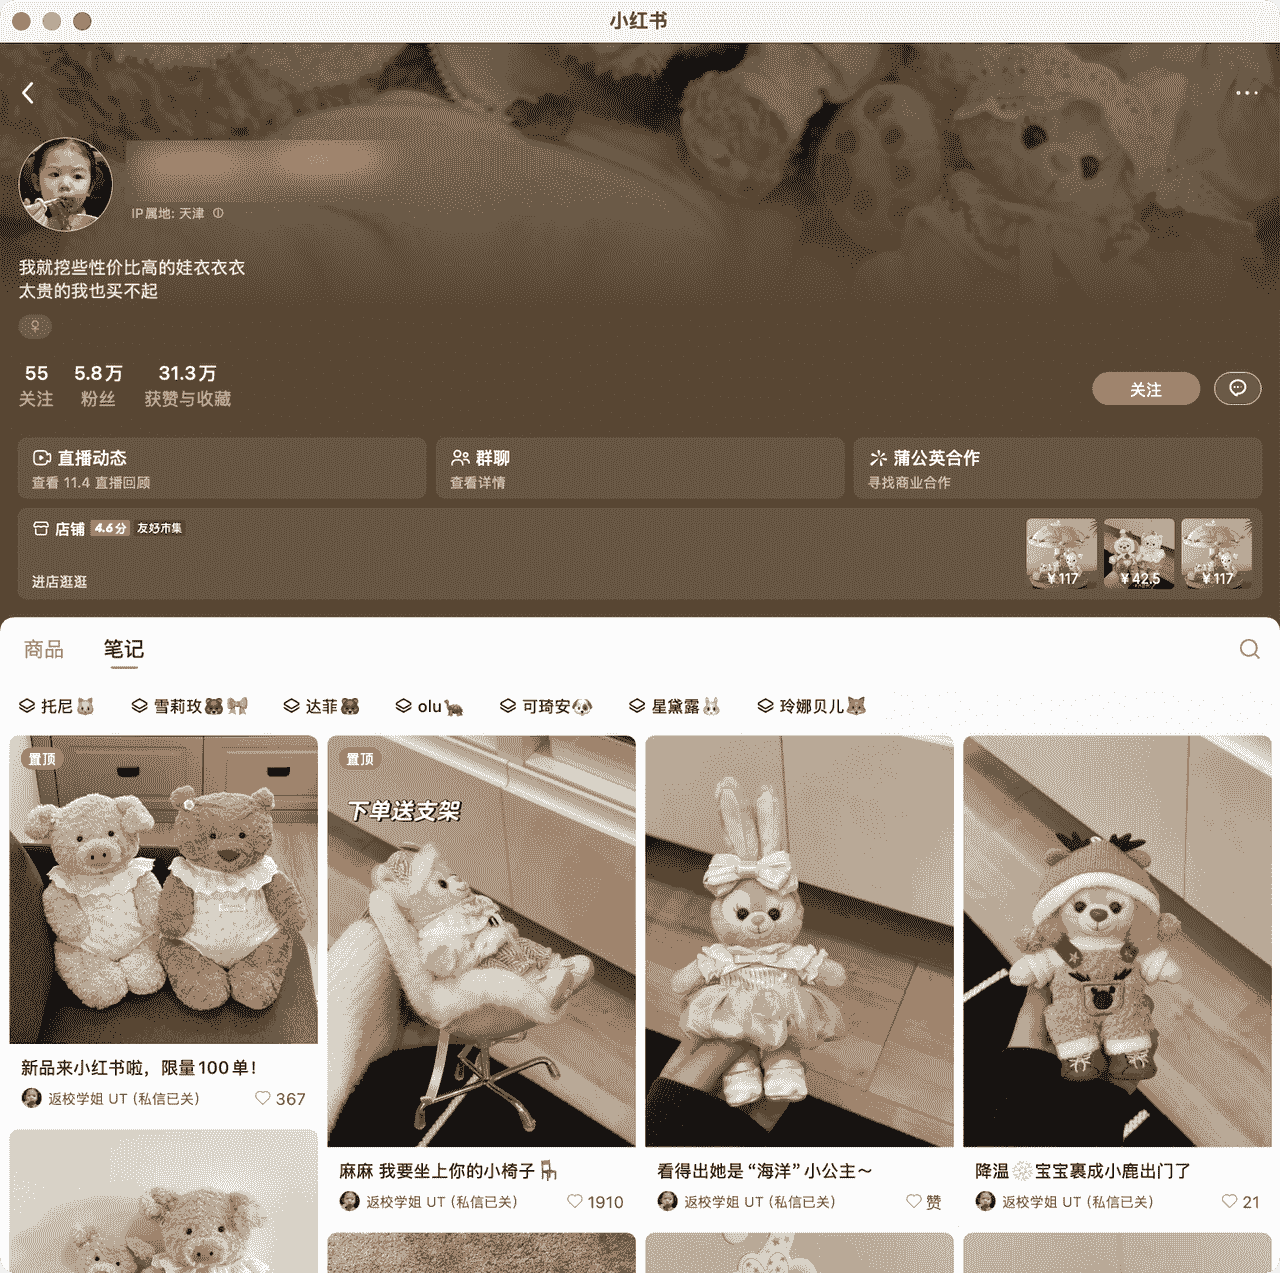 小红书
IP属地: 天津
我就挖些性价比高的娃衣衣衣
太贵的我也买不起
55 5.8万 31.3万
关注 粉丝 获赞与收藏
关注
直播动态
查看 11.4 直播回顾
群聊
查看详情
蒲公英合作
寻找商业合作
店铺 4.6分 友好市集
进店逛逛
¥117 ¥42.5 ¥117
商品 笔记
托尼🐷 雪莉玫🐻🎀 达菲🐻 olu🐢 可琦安🐶 星黛露🐰 玲娜贝儿🦊
置顶
新品来小红书啦，限量100单！
返校学姐 UT (私信已关) 367
置顶
下单送支架
麻麻 我要坐上你的小椅子🪑
返校学姐 UT (私信已关) 1910
看得出她是“海洋”小公主～
返校学姐 UT (私信已关) 赞
降温❄️宝宝裹成小鹿出门了
返校学姐 UT (私信已关) 21